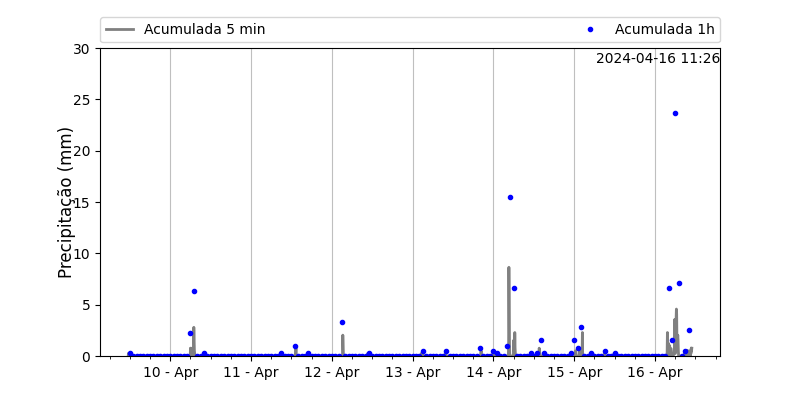 Acumulada 5 min
Acumulada 1h
2024-04-16 11:26
Precipitação (mm)
30
25
20
15
10
5
0
10 - Apr
11 - Apr
12 - Apr
13 - Apr
14 - Apr
15 - Apr
16 - Apr